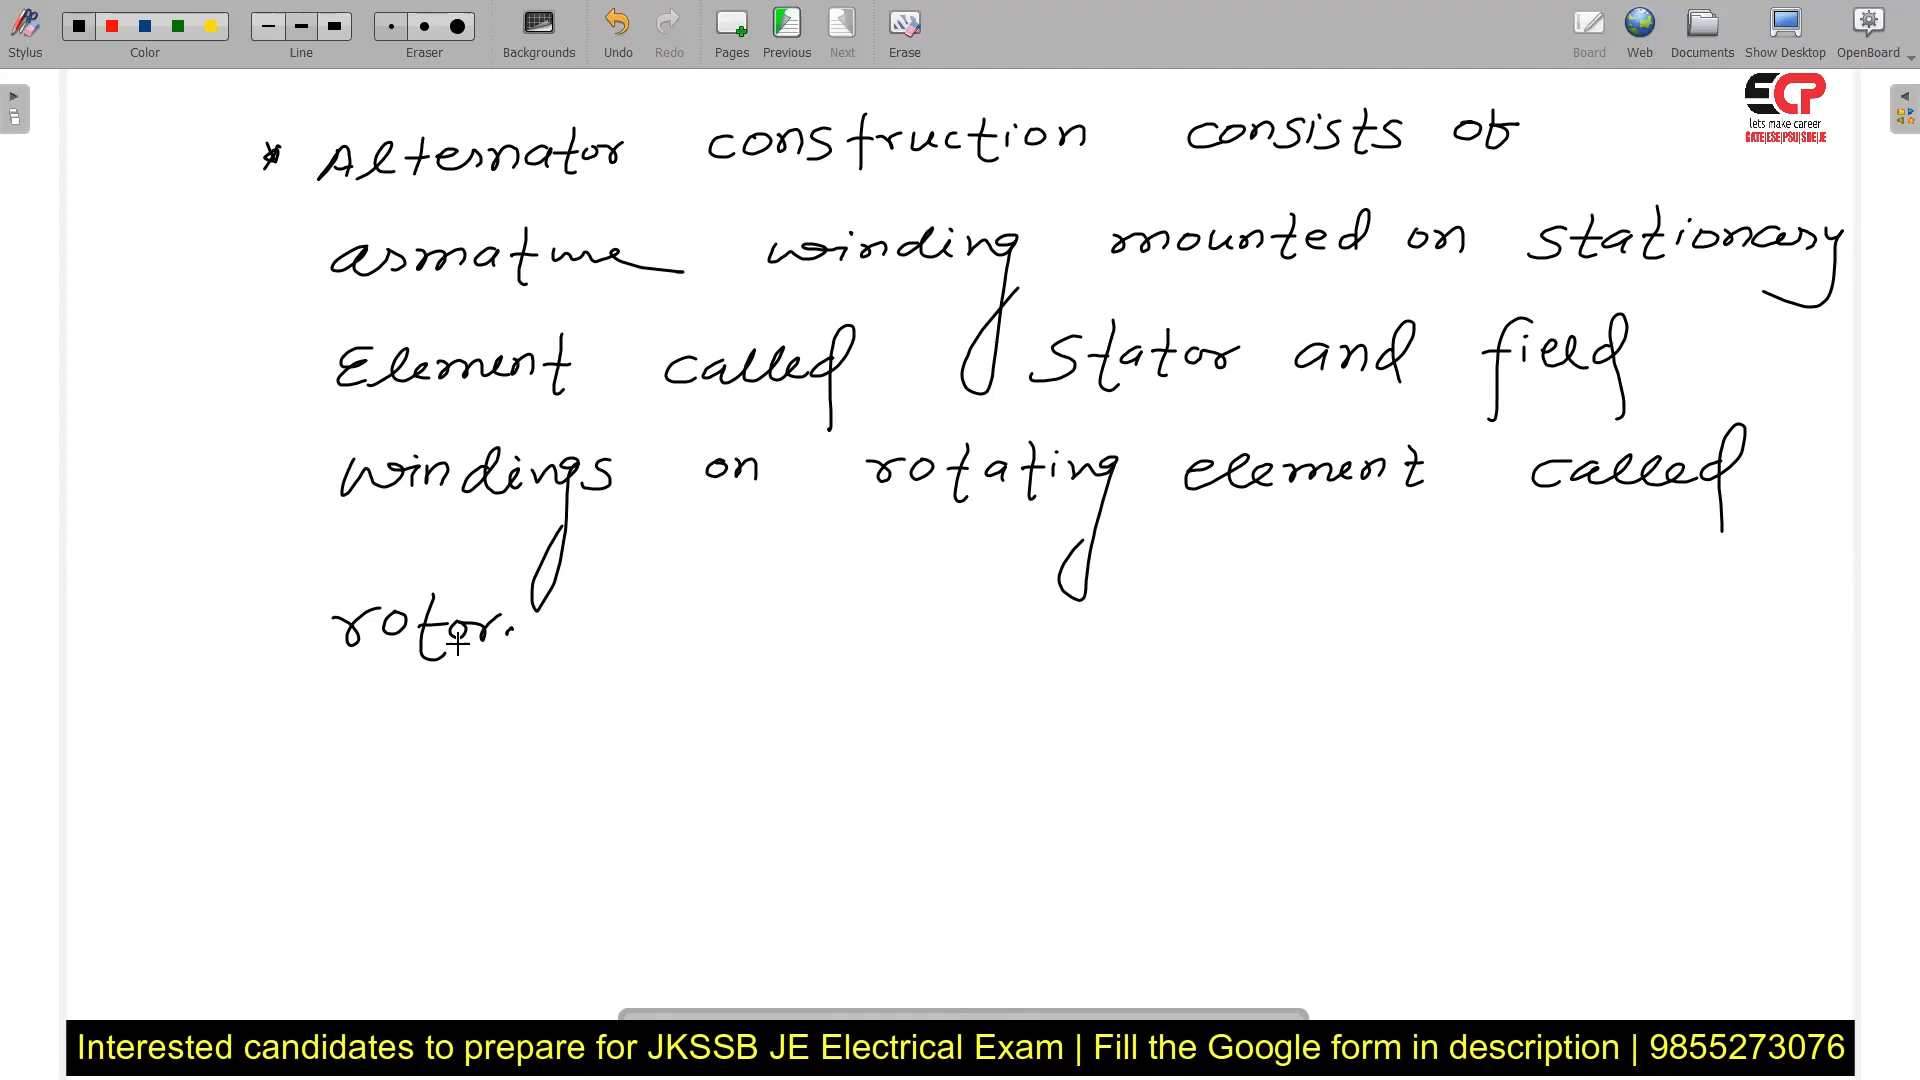 Stylus
Color
Line
Eraser
Backgrounds
Undo
Redo
Pages
Previous
Next
Erase
Board
Web
Documents
Show Desktop
OpenBoard
ECP
lets make career
GATE|ESE|PSU|SDE|JE
* Alternator construction consists of
armature winding mounted on stationary
Element called Stator and field
windings on rotating element called
rotor.
Interested candidates to prepare for JKSSB JE Electrical Exam | Fill the Google form in description | 9855273076